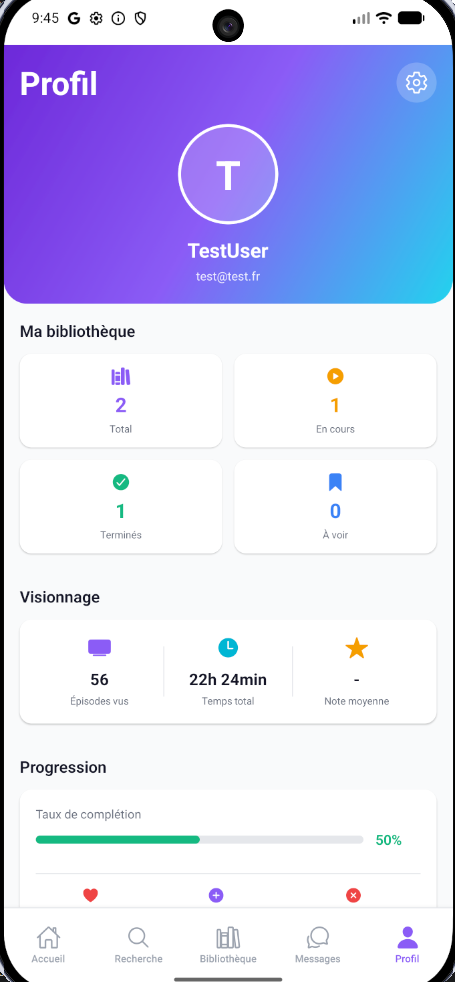 9:45 G
Profil
T
TestUser
test@test.fr
Ma bibliothèque
2
Total
1
En cours
1
Terminés
0
À voir
Visionnage
56
Épisodes vus
22h 24min
Temps total
-
Note moyenne
Progression
Taux de complétion
50%
Accueil
Recherche
Bibliothèque
Messages
Profil